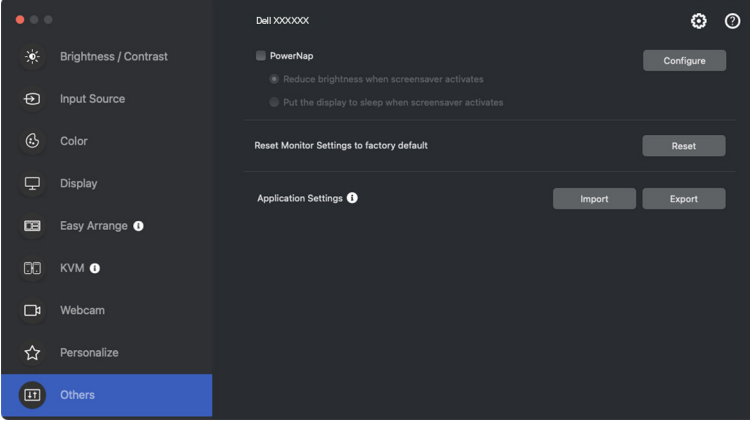 Dell XXXXXX
Brightness / Contrast
Input Source
Color
Display
Easy Arrange
KVM
Webcam
Personalize
Others
PowerNap
Configure
Reduce brightness when screensaver activates
Put the display to sleep when screensaver activates
Reset Monitor Settings to factory default
Reset
Application Settings
Import
Export